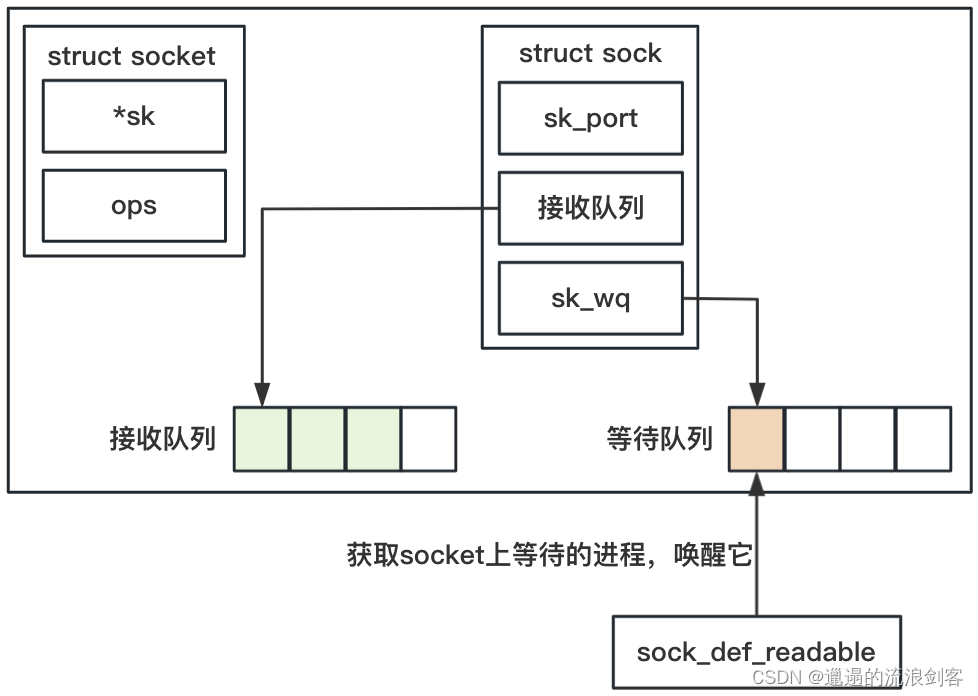 struct socket
*sk
ops
struct sock
sk_port
接收队列
sk_wq
接收队列
等待队列
获取socket上等待的进程，唤醒它
sock_def_readable
CSDN @邋遢的流浪剑客